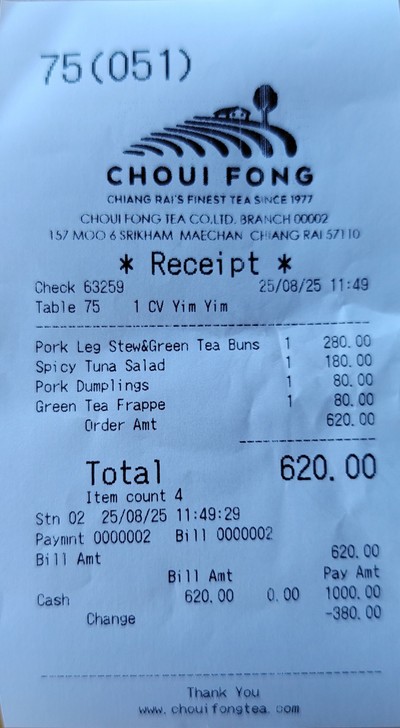 75(051)
CHOUI FONG
CHIANG RAI'S FINEST TEA SINCE 1977
CHOUI FONG TEA CO.LTD. BRANCH 00002
157 MOO 6 SRIKHAM MAECHAN CHIANG RAI 57110
* Receipt *
Check 63259 25/08/25 11:49
Table 75 1 CV Yim Yim
Pork Leg Stew&Green Tea Buns 1 280.00
Spicy Tuna Salad 1 180.00
Pork Dumplings 1 80.00
Green Tea Frappe 1 80.00
Order Amt 620.00
Total 620.00
Item count 4
Stn 02 25/08/25 11:49:29
Paymnt 0000002 Bill 0000002
Bill Amt 620.00
Bill Amt Pay Amt
Cash 620.00 0.00 1000.00
Change -380.00
Thank You
www.chouifongtea.com